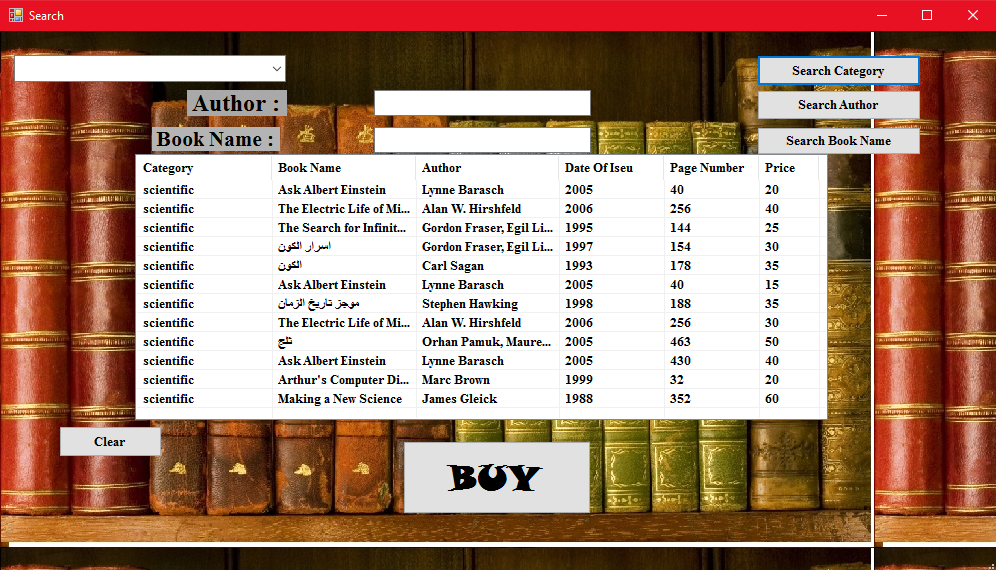 Search
Search Category
Author :
Search Author
Book Name :
Search Book Name
Category Book Name Author Date Of Iseu Page Number Price
scientific Ask Albert Einstein Lynne Barasch 2005 40 20
scientific The Electric Life of Mi... Alan W. Hirshfeld 2006 256 40
scientific The Search for Infinit... Gordon Fraser, Egil Li... 1995 144 25
scientific اسرار الكون Gordon Fraser, Egil Li... 1997 154 30
scientific الكون Carl Sagan 1993 178 35
scientific Ask Albert Einstein Lynne Barasch 2005 40 15
scientific موجز تاريخ الزمان Stephen Hawking 1998 188 35
scientific The Electric Life of Mi... Alan W. Hirshfeld 2006 256 30
scientific ثلج Orhan Pamuk, Maure... 2005 463 50
scientific Ask Albert Einstein Lynne Barasch 2005 430 40
scientific Arthur's Computer Di... Marc Brown 1999 32 20
scientific Making a New Science James Gleick 1988 352 60
Clear
BUY